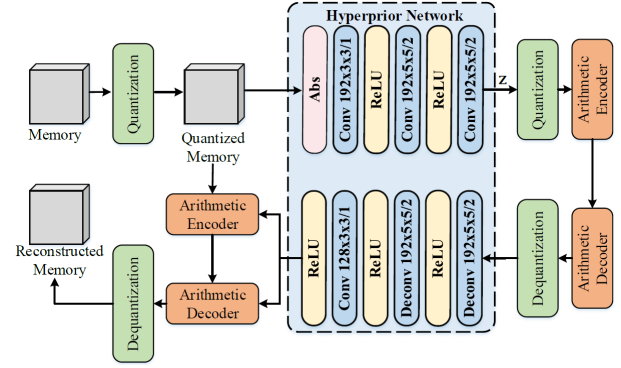 Hyperprior Network
Memory
Quantization
Quantized
Memory
Abs
Conv 192x3x3/1
ReLU
Conv 192x5x5/2
ReLU
Conv 192x5x5/2
Z
Quantization
Arithmetic
Encoder
Reconstructed
Memory
Dequantization
Arithmetic
Encoder
Arithmetic
Decoder
ReLU
Conv 128x3x3/1
ReLU
Deconv 192x5x5/2
ReLU
Deconv 192x5x5/2
Dequantization
Arithmetic
Decoder